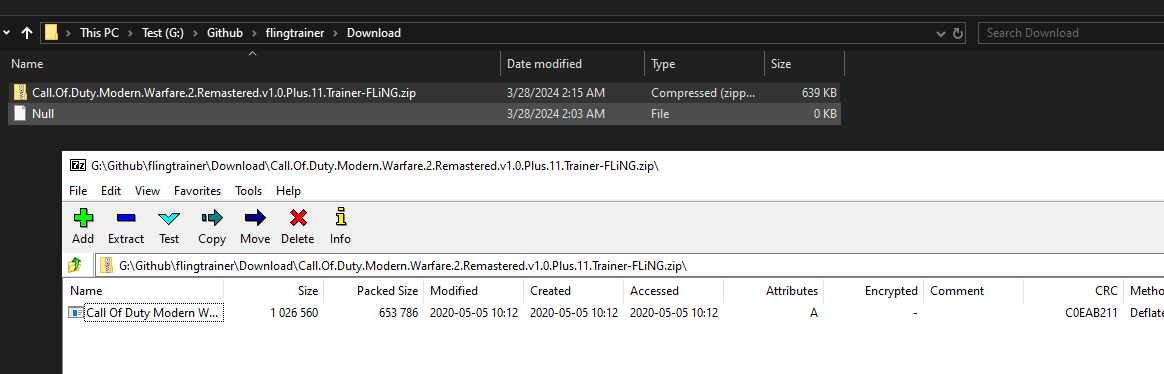 This PC > Test (G:) > Github > flingtrainer > Download Search Download
Name Date modified Type Size
Call.Of.Duty.Modern.Warfare.2.Remastered.v1.0.Plus.11.Trainer-FLiNG.zip 3/28/2024 2:15 AM Compressed (zipp... 639 KB
Null 3/28/2024 2:03 AM File 0 KB
7z G:\Github\flingtrainer\Download\Call.Of.Duty.Modern.Warfare.2.Remastered.v1.0.Plus.11.Trainer-FLiNG.zip\
File Edit View Favorites Tools Help
Add Extract Test Copy Move Delete Info
G:\Github\flingtrainer\Download\Call.Of.Duty.Modern.Warfare.2.Remastered.v1.0.Plus.11.Trainer-FLiNG.zip\
Name Size Packed Size Modified Created Accessed Attributes Encrypted Comment CRC Metho
Call Of Duty Modern W... 1 026 560 653 786 2020-05-05 10:12 2020-05-05 10:12 2020-05-05 10:12 A - C0EAB211 Deflate